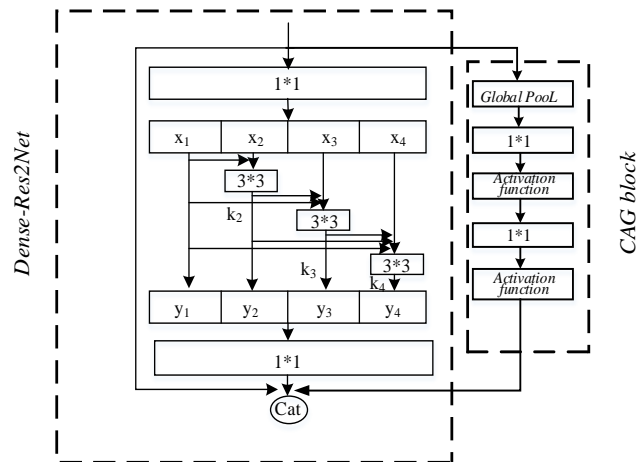 Dense-Res2Net
1*1
x1 x2 x3 x4
3*3
k2
3*3
k3
3*3
k4
y1 y2 y3 y4
1*1
Cat
Global PooL
1*1
Activation
function
1*1
Activation
function
CAG block